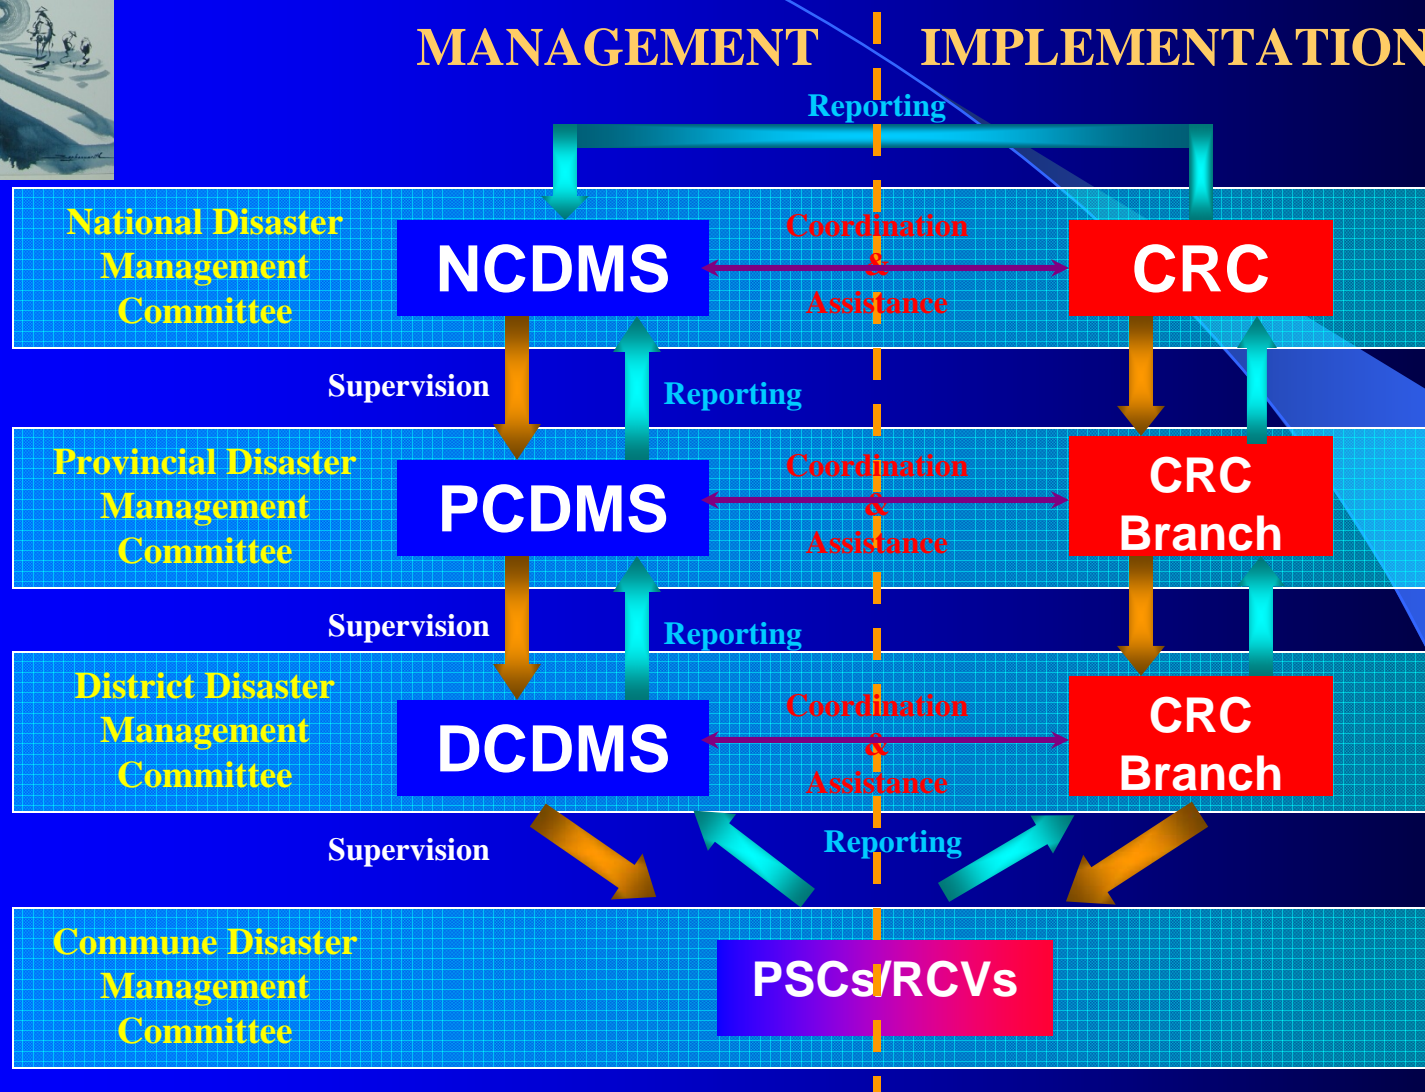 MANAGEMENT
IMPLEMENTATION
Reporting
National Disaster
Management
Committee
NCDMS
Coordination
&
Assistance
CRC
Supervision
Reporting
Provincial Disaster
Management
Committee
PCDMS
Coordination
&
Assistance
CRC
Branch
Supervision
Reporting
District Disaster
Management
Committee
DCDMS
Coordination
&
Assistance
CRC
Branch
Supervision
Reporting
Commune Disaster
Management
Committee
PSCs/RCVs